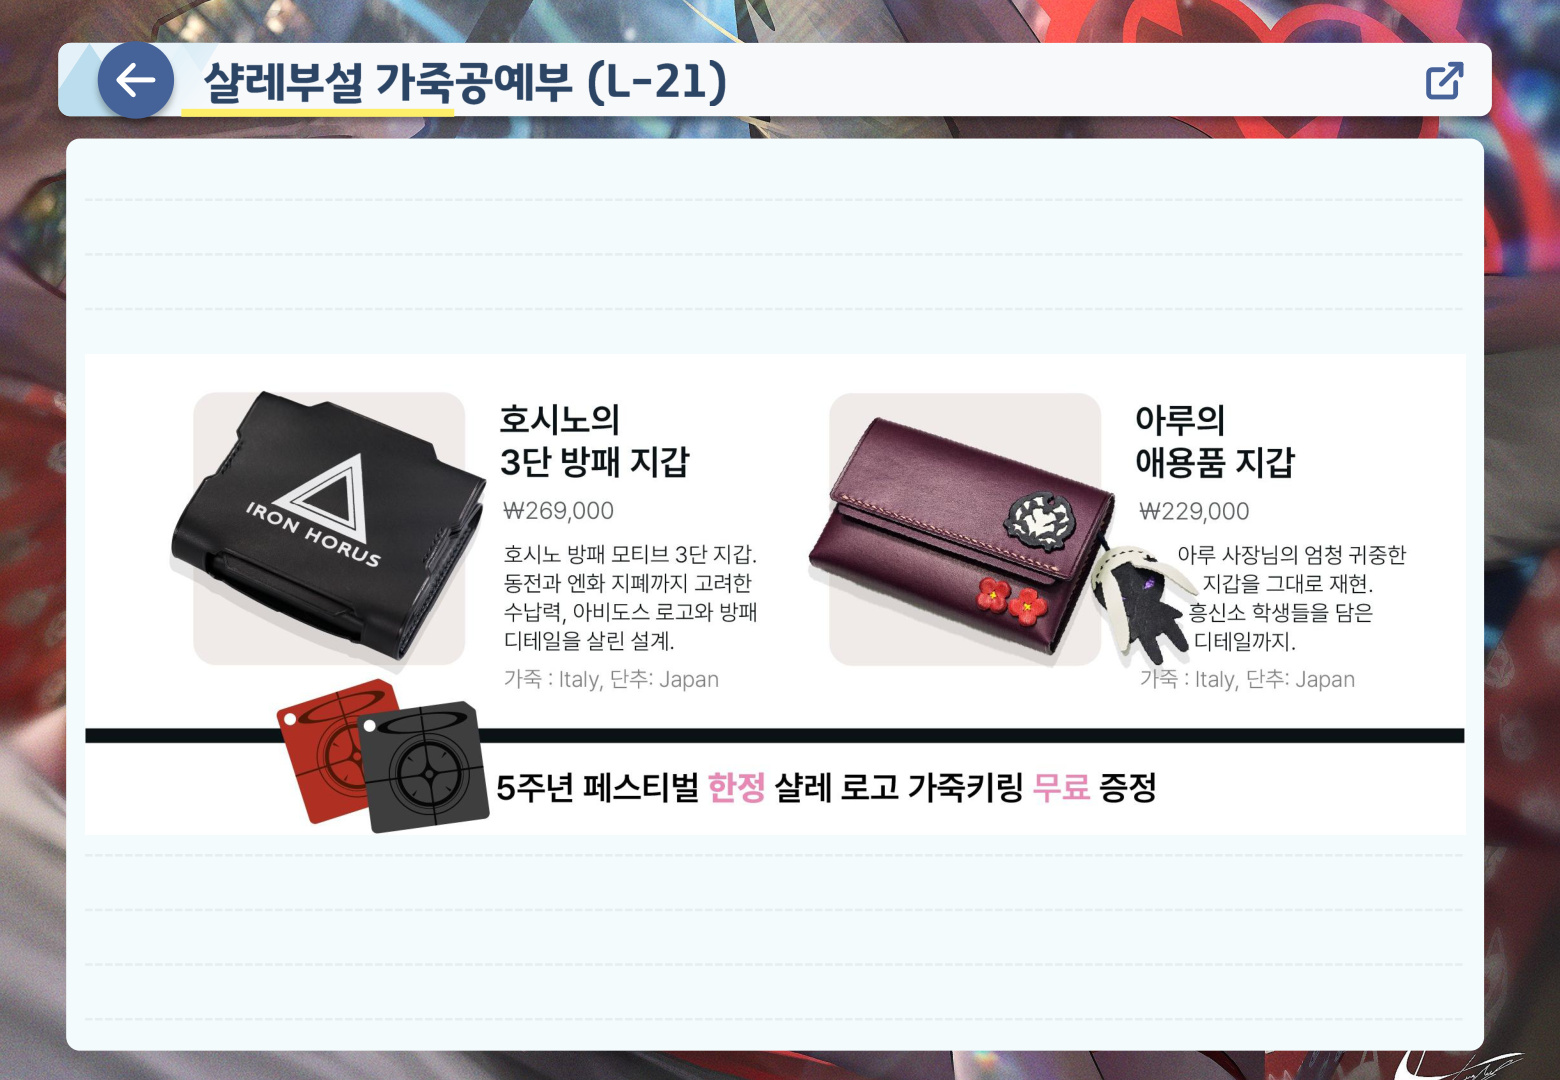 샬레부설 가죽공예부 (L-21)
IRON HORUS
호시노의
3단 방패 지갑
₩269,000
호시노 방패 모티브 3단 지갑.
동전과 엔화 지폐까지 고려한
수납력, 아비도스 로고와 방패
디테일을 살린 설계.
가죽 : Italy, 단추: Japan
아루의
애용품 지갑
₩229,000
아루 사장님의 엄청 귀중한
지갑을 그대로 재현.
흥신소 학생들을 담은
디테일까지.
가죽 : Italy, 단추: Japan
5주년 페스티벌 한정 샬레 로고 가죽키링 무료 증정